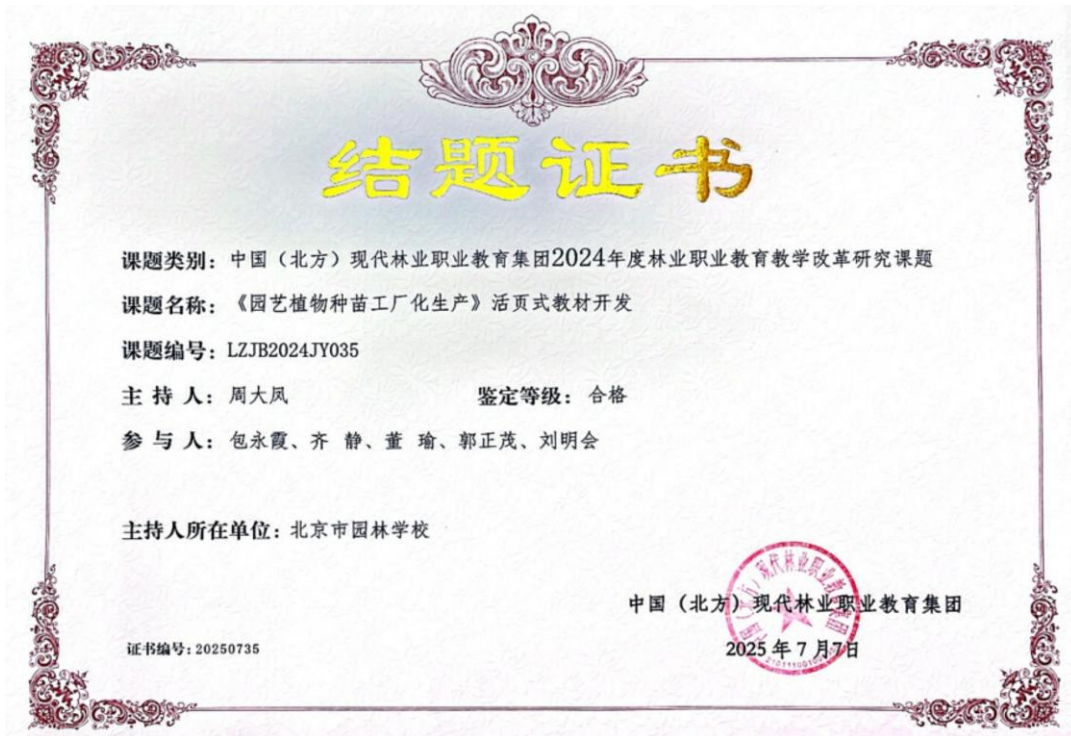 结题证书
课题类别：中国（北方）现代林业职业教育集团2024年度林业职业教育教学改革研究课题
课题名称：《园艺植物种苗工厂化生产》活页式教材开发
课题编号：LZJB2024JY035
主 持 人：周大凤 鉴定等级：合格
参 与 人：包永霞、齐 静、董 瑜、郭正茂、刘明会
主持人所在单位：北京市园林学校
中国（北方）现代林业职业教育集团
证书编号：20250735
2025 年 7 月 7 日